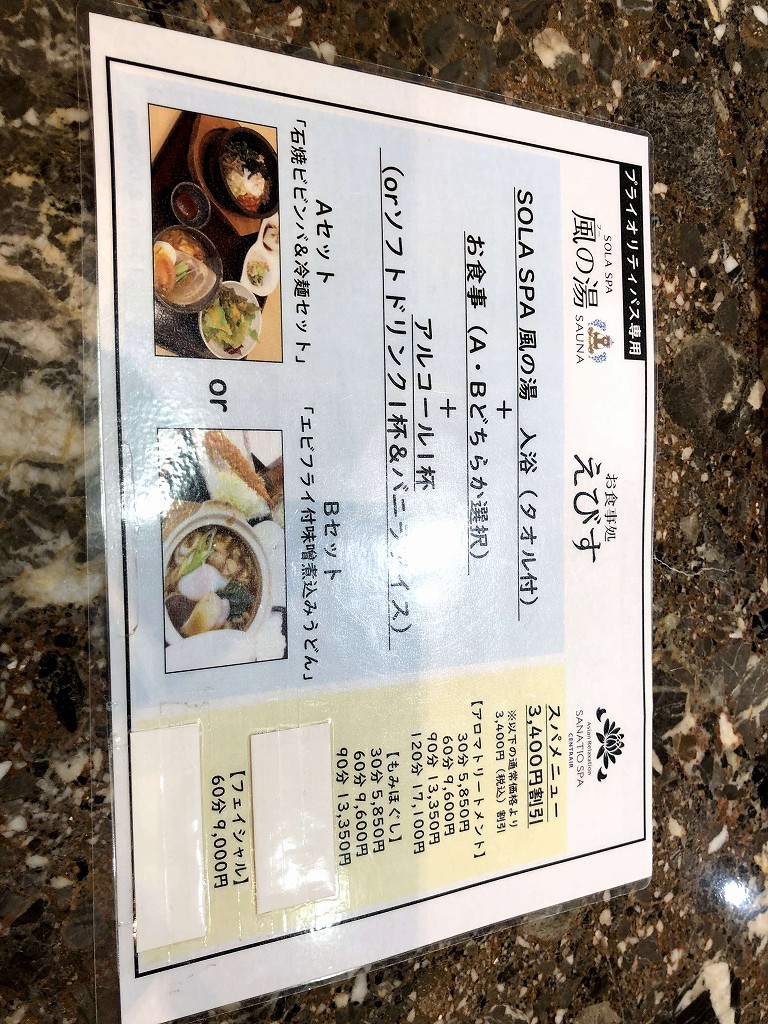 プライオリティパス専用
SOLA SPA
風の湯
フー
SAUNA
お食事処
えびす
Asian Relaxation
SANATIO SPA
CENTRAIR
SOLA SPA 風の湯 入浴（タオル付）
+
お食事（A・Bどちらか選択）
+
アルコール1杯
（orソフトドリンク1杯&バニラアイス）
Aセット
「石焼ビビンバ&冷麺セット」
or
Bセット
「エビフライ付味噌煮込みうどん」
スパメニュー
3,400円割引
※以下の通常価格より
3,400円（税込）割引
【アロマトリートメント】
30分 5,850円
60分 9,600円
90分 13,350円
120分 17,100円
【もみほぐし】
30分 5,850円
60分 9,600円
90分 13,350円
【フェイシャル】
60分 9,000円